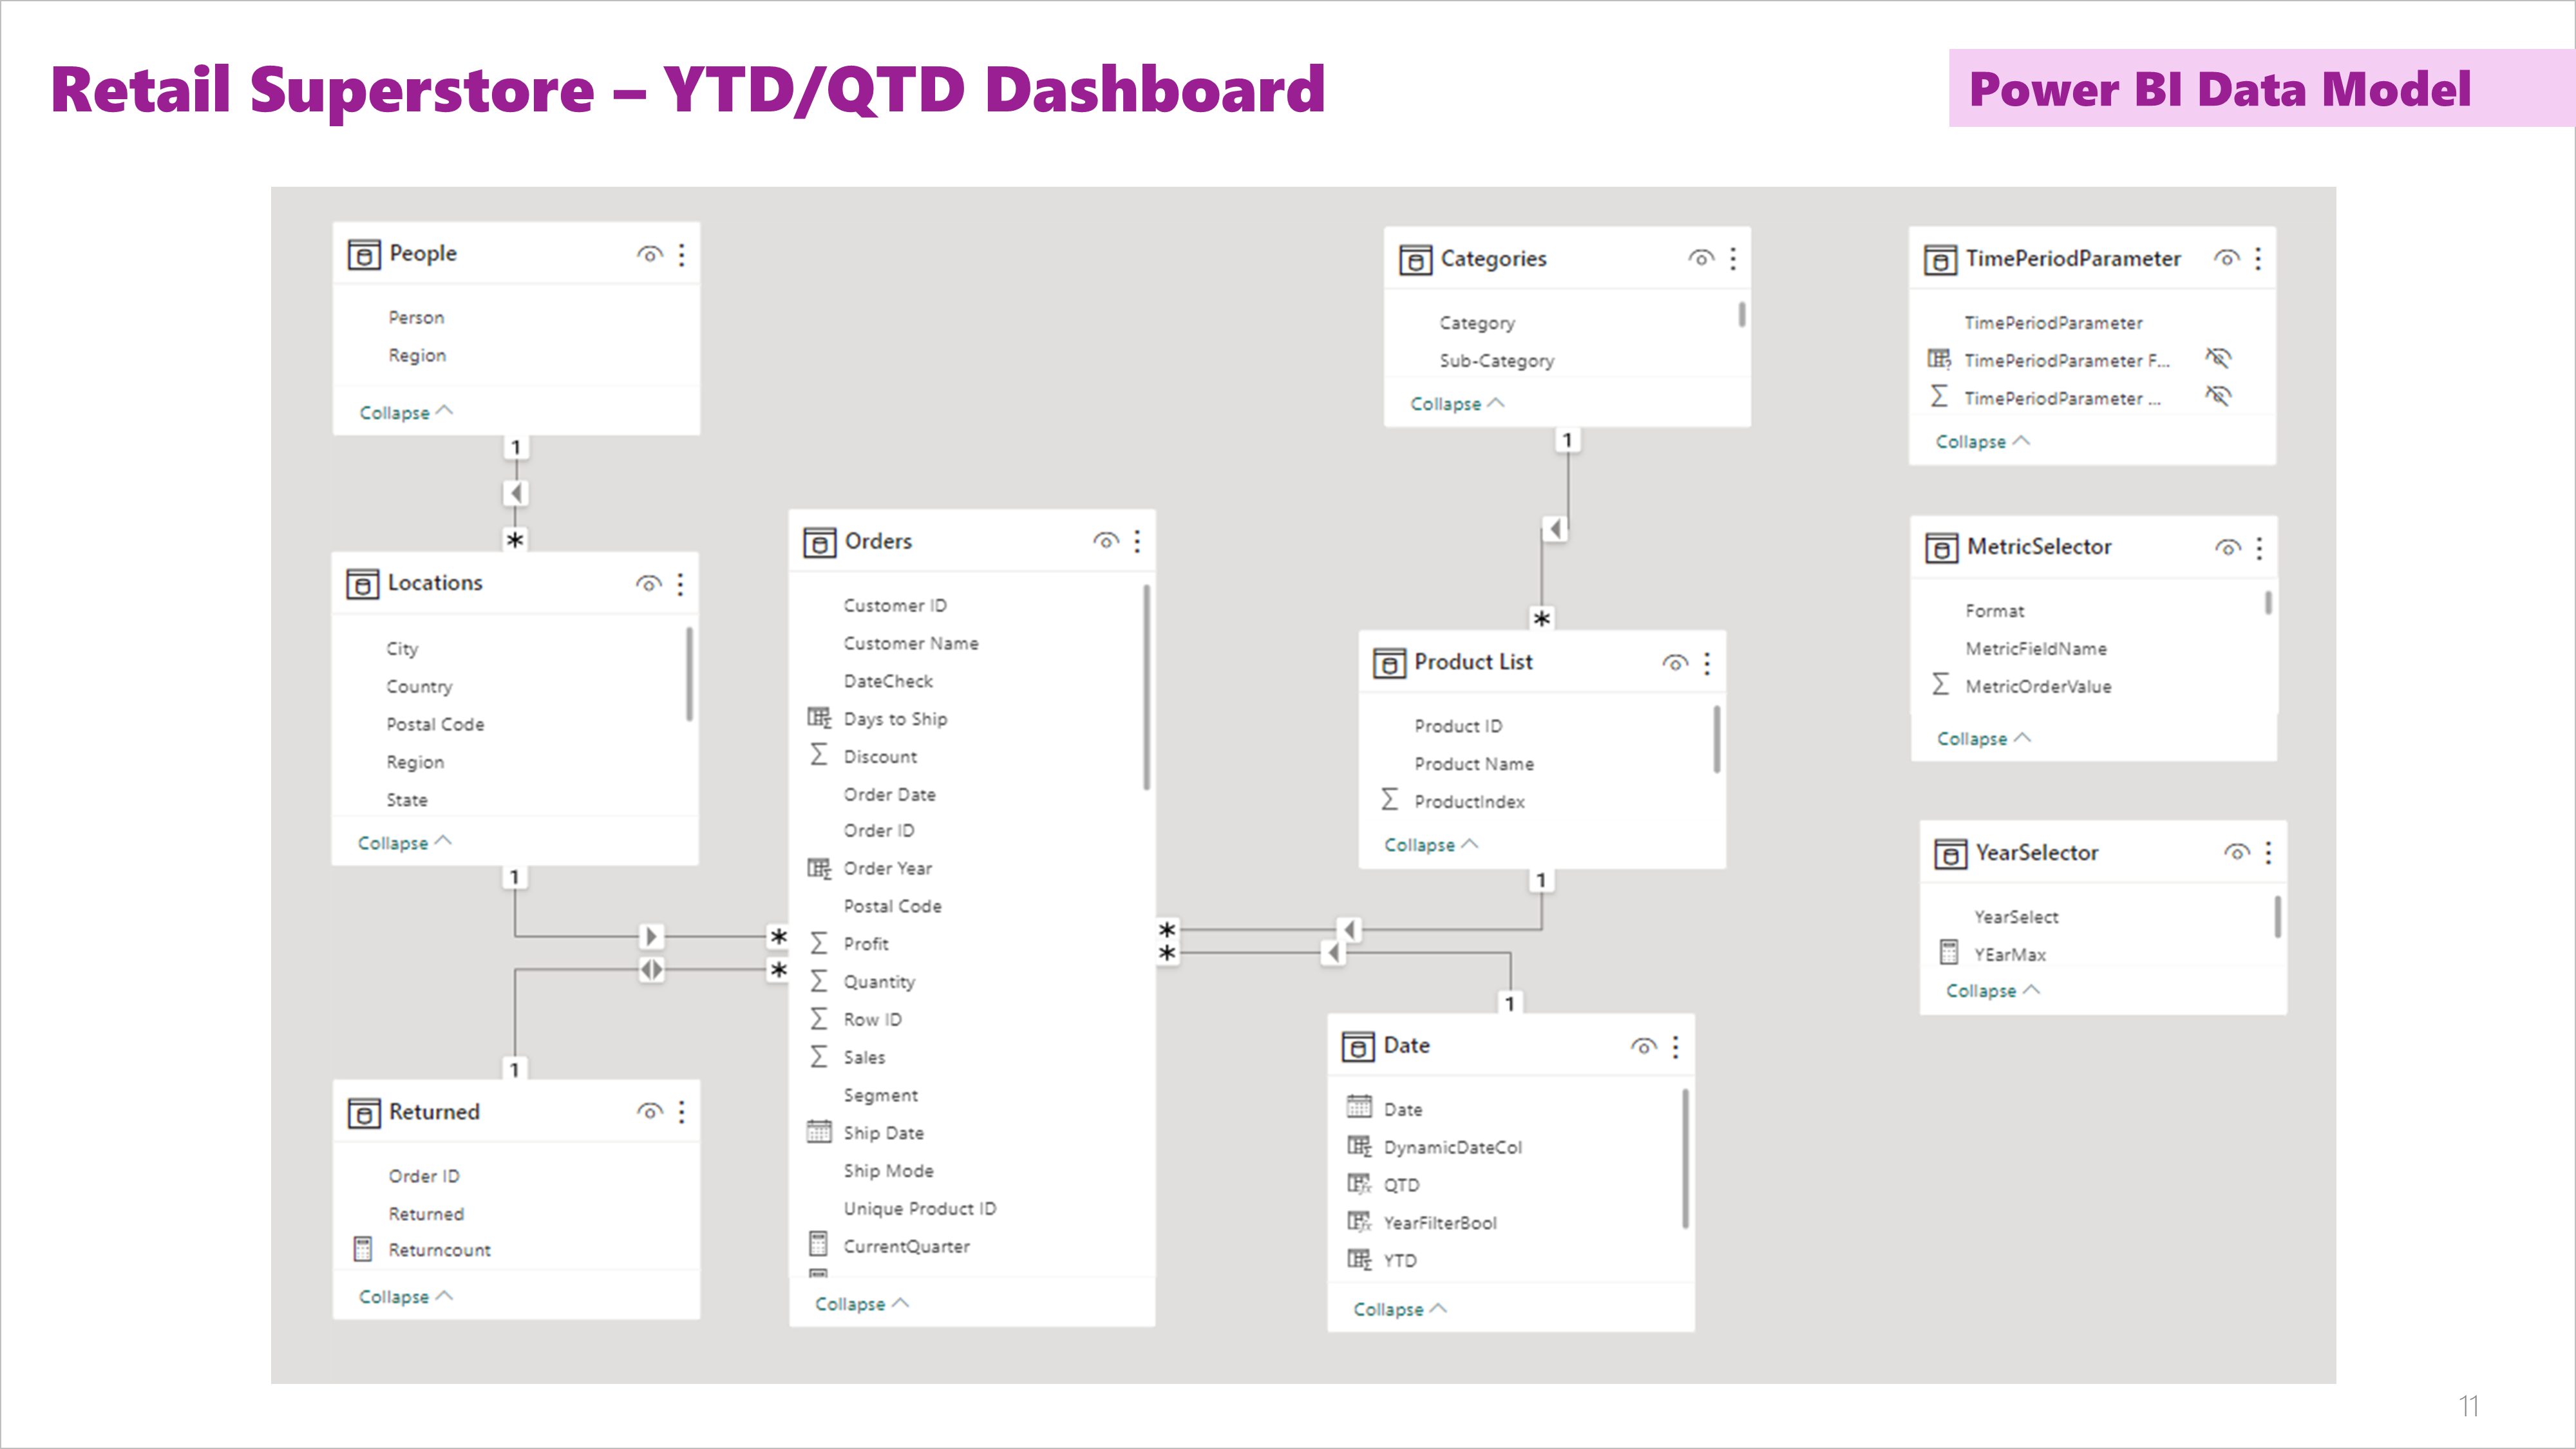 Retail Superstore – YTD/QTD Dashboard
Power BI Data Model
People
Person
Region
Collapse
1
*
Locations
City
Country
Postal Code
Region
State
Collapse
1
*
*
1
Returned
Order ID
Returned
Returncount
Collapse
Orders
Customer ID
Customer Name
DateCheck
Days to Ship
Discount
Order Date
Order ID
Order Year
Postal Code
Profit
Quantity
Row ID
Sales
Segment
Ship Date
Ship Mode
Unique Product ID
CurrentQuarter
Collapse
Categories
Category
Sub-Category
Collapse
1
*
Product List
Product ID
Product Name
ProductIndex
Collapse
1
*
*
1
Date
Date
DynamicDateCol
QTD
YearFilterBool
YTD
Collapse
TimePeriodParameter
TimePeriodParameter
TimePeriodParameter F...
TimePeriodParameter ...
Collapse
MetricSelector
Format
MetricFieldName
MetricOrderValue
Collapse
YearSelector
YearSelect
YEarMax
Collapse
11